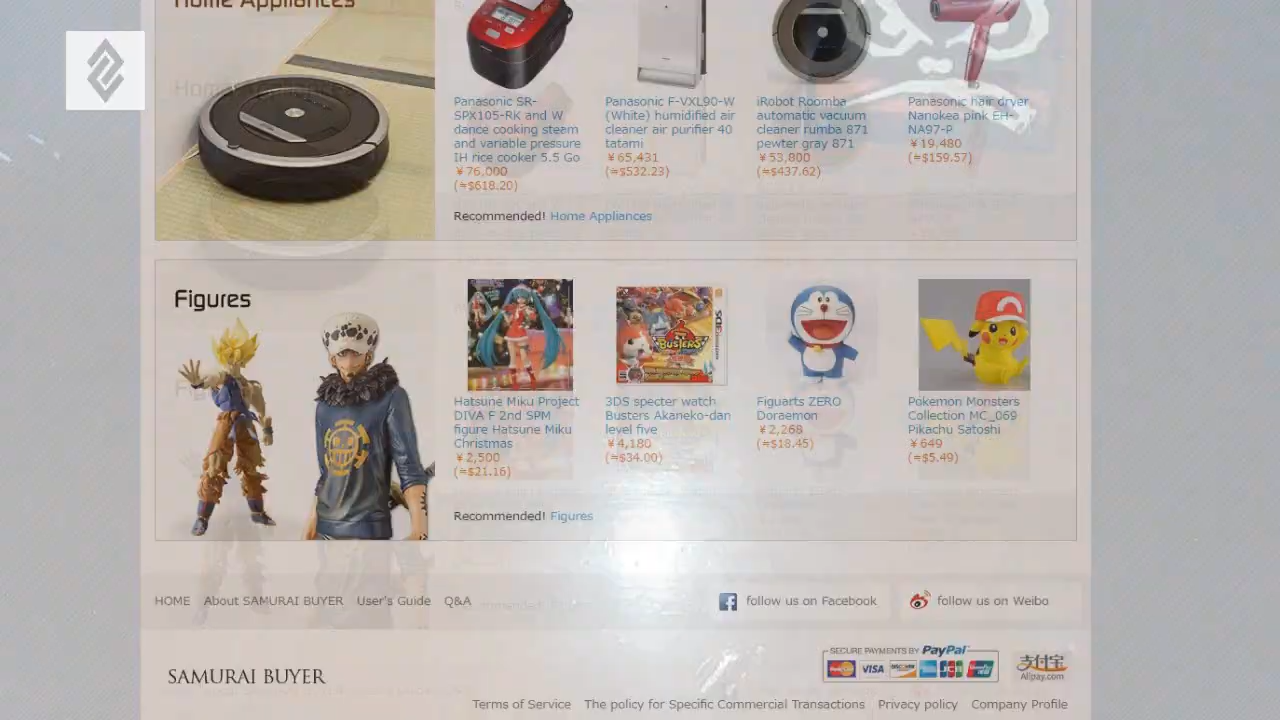 Home Appliances
Panasonic SR-
SPX105-RK and W
dance cooking steam
and variable pressure
IH rice cooker 5.5 Go
￥76,000
(≒$618.20)
Panasonic F-VXL90-W
(White) humidified air
cleaner air purifier 40
tatami
￥65,431
(≒$532.23)
iRobot Roomba
automatic vacuum
cleaner rumba 871
pewter gray 871
￥53,800
(≒$437.62)
Panasonic hair dryer
Nanokea pink EH-
NA97-P
￥19,480
(≒$159.57)
Recommended! Home Appliances
Figures
Hatsune Miku Project
DIVA F 2nd SPM
figure Hatsune Miku
Christmas
￥2,500
(≒$21.16)
3DS specter watch
Busters Akaneko-dan
level five
￥4,180
(≒$34.00)
Figuarts ZERO
Doraemon
￥2,268
(≒$18.45)
Pokemon Monsters
Collection MC_069
Pikachu Satoshi
￥649
(≒$5.49)
Recommended! Figures
HOME About SAMURAI BUYER User's Guide Q&A
follow us on Facebook
follow us on Weibo
SAMURAI BUYER
SECURE PAYMENTS BY PayPal
VISA
JCB
支付宝
Alipay.com
Terms of Service The policy for Specific Commercial Transactions Privacy policy Company Profile